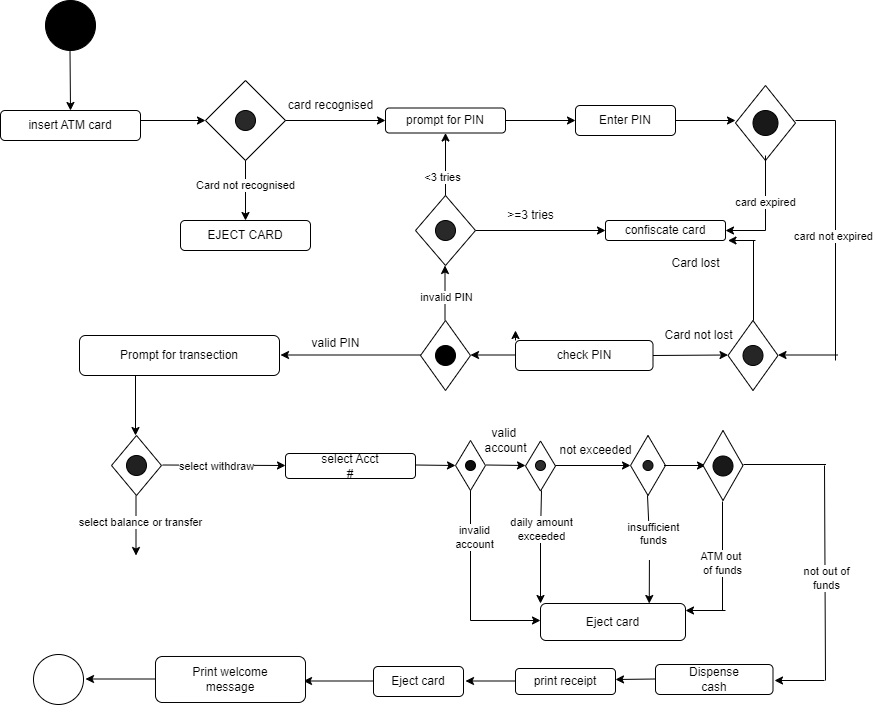 card recognised
insert ATM card
prompt for PIN
Enter PIN
Card not recognised
<3 tries
card expired
>=3 tries
EJECT CARD
confiscate card
card not expired
Card lost
invalid PIN
Card not lost
valid PIN
Prompt for transection
check PIN
valid
account
not exceeded
select withdraw
select Acct
#
select balance or transfer
daily amount
exceeded
insufficient
funds
invalid
account
ATM out
of funds
not out of
funds
Eject card
Print welcome
message
Eject card
print receipt
Dispense
cash